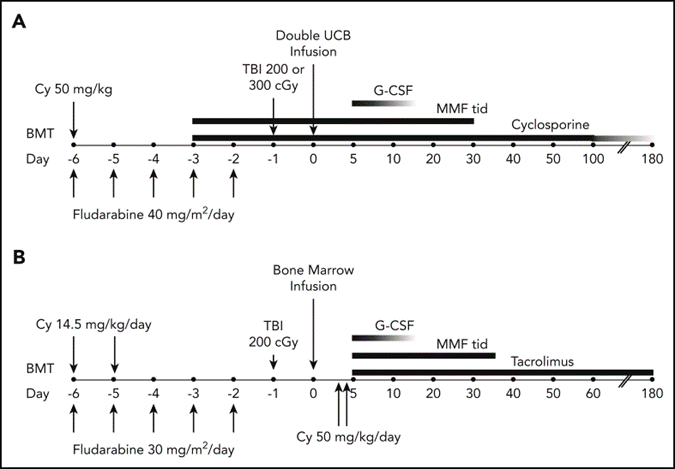 A
Double UCB
Infusion
TBI 200 or
300 cGy
Cy 50 mg/kg
G-CSF
MMF tid
Cyclosporine
BMT
Day -6 -5 -4 -3 -2 -1 0 5 10 20 30 40 50 60 100 180
Fludarabine 40 mg/m²/day
B
Bone Marrow
Infusion
Cy 14.5 mg/kg/day
TBI
200 cGy
G-CSF
MMF tid
Tacrolimus
BMT
Day -6 -5 -4 -3 -2 -1 0 5 10 20 30 40 50 60 180
Cy 50 mg/kg/day
Fludarabine 30 mg/m²/day